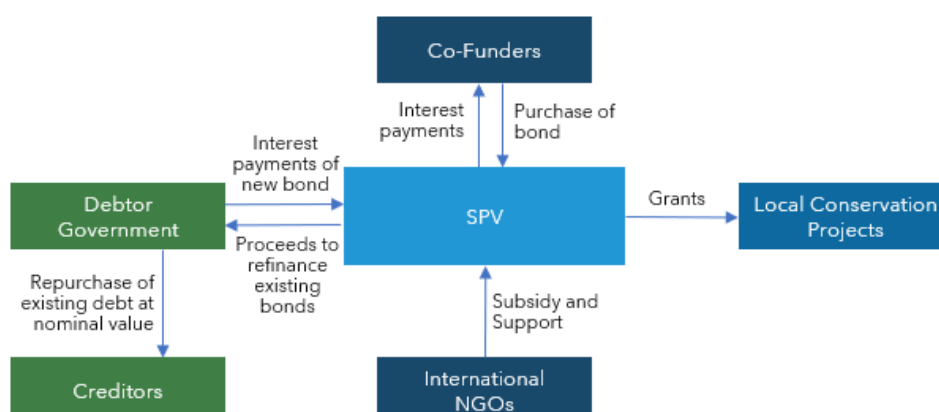 Co-Funders
Interest
payments
Purchase of
bond
Interest
payments of
new bond
Debtor
Government
SPV
Grants
Local Conservation
Projects
Proceeds to
refinance
existing
bonds
Repurchase of
existing debt at
nominal value
Subsidy and
Support
Creditors
International
NGOs